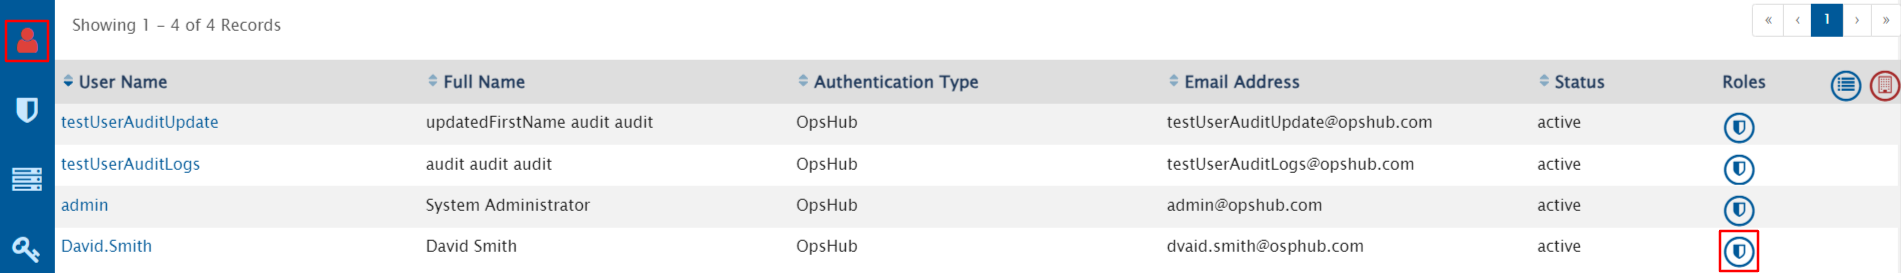 Showing 1 - 4 of 4 Records
« ‹ 1 › »
User Name Full Name Authentication Type Email Address Status Roles
testUserAuditUpdate updatedFirstName audit audit OpsHub testUserAuditUpdate@opshub.com active
testUserAuditLogs audit audit audit OpsHub testUserAuditLogs@opshub.com active
admin System Administrator OpsHub admin@opshub.com active
David.Smith David Smith OpsHub dvaid.smith@osphub.com active